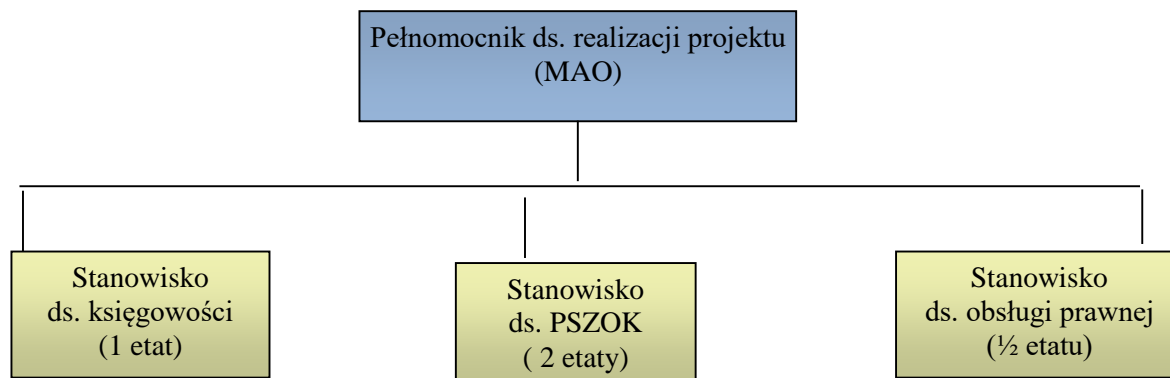 Pełnomocnik ds. realizacji projektu
(MAO)
Stanowisko
ds. księgowości
(1 etat)
Stanowisko
ds. PSZOK
( 2 etaty)
Stanowisko
ds. obsługi prawnej
(½ etatu)